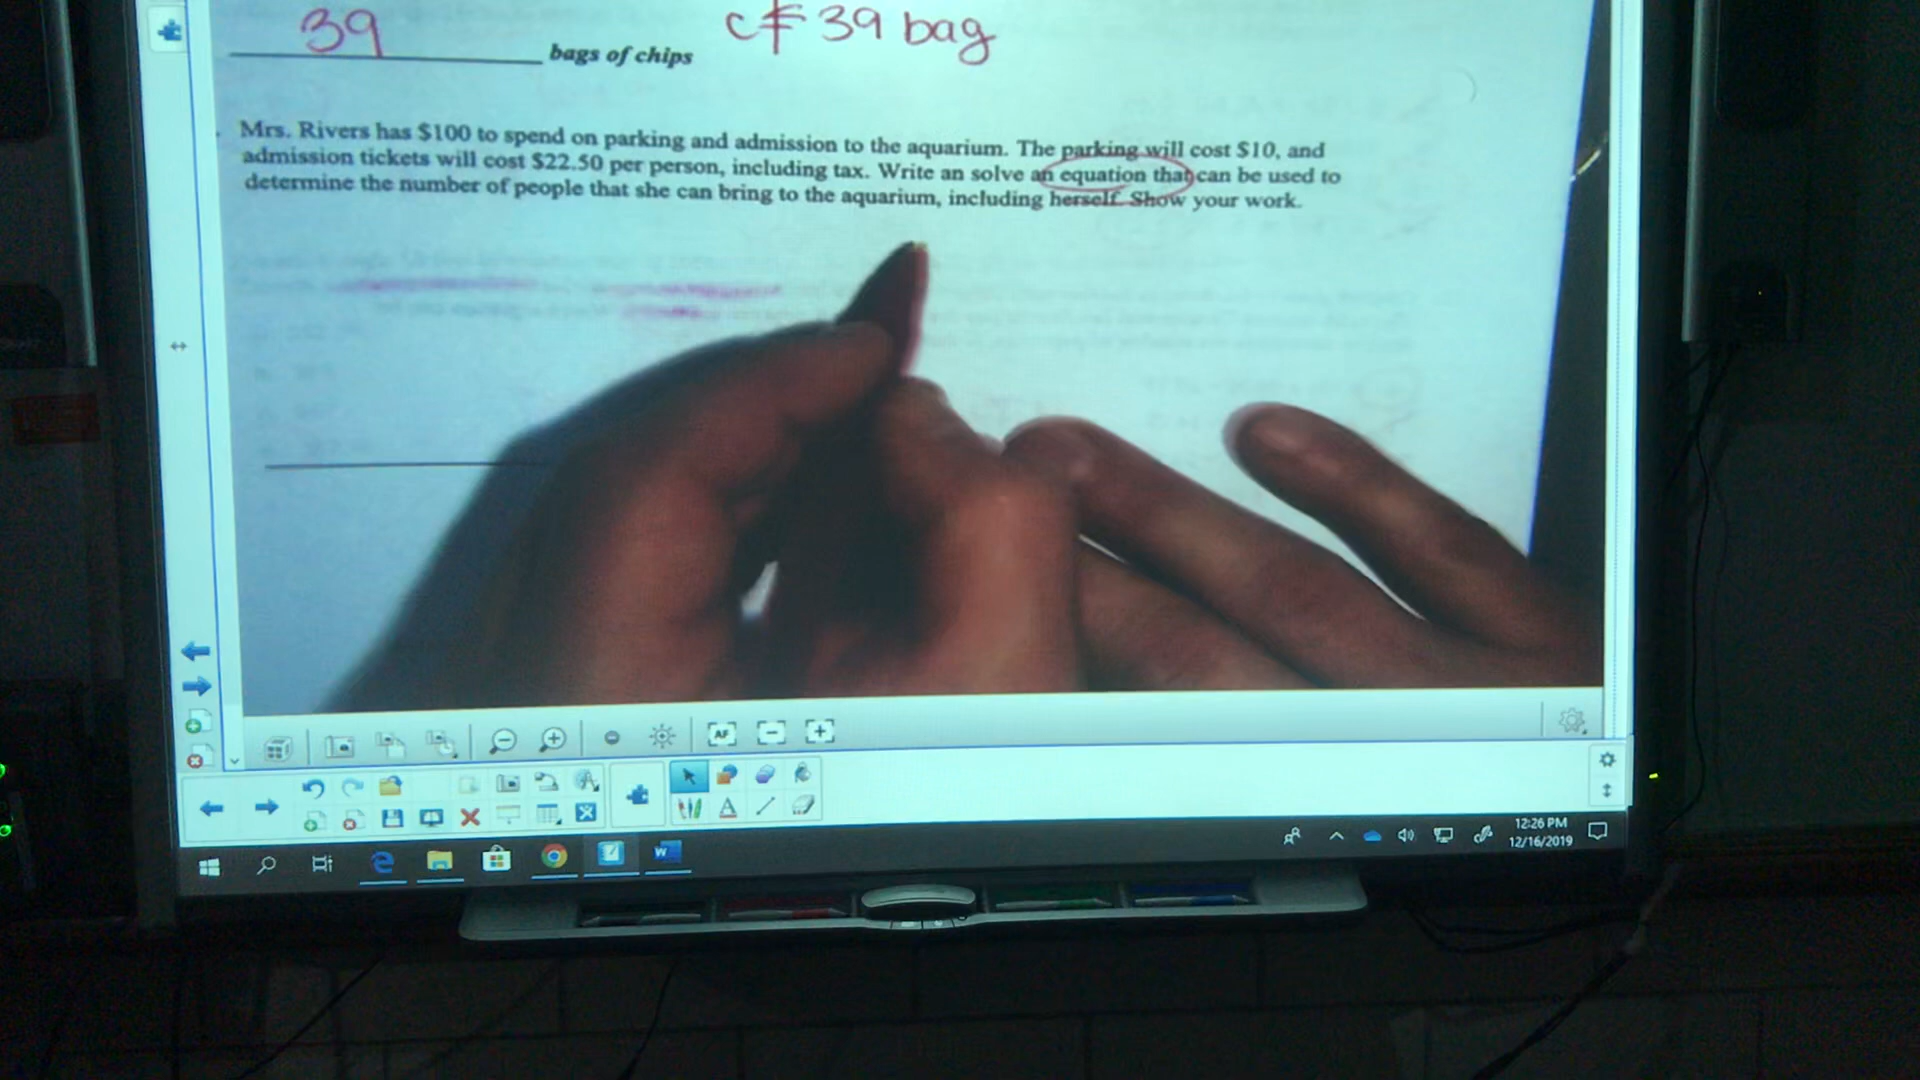 39 bags of chips
39 bag
Mrs. Rivers has $100 to spend on parking and admission to the aquarium. The parking will cost $10, and
admission tickets will cost $22.50 per person, including tax. Write an solve an equation that can be used to
determine the number of people that she can bring to the aquarium, including herself. Show your work.
AF
A
12:26 PM
12/16/2019